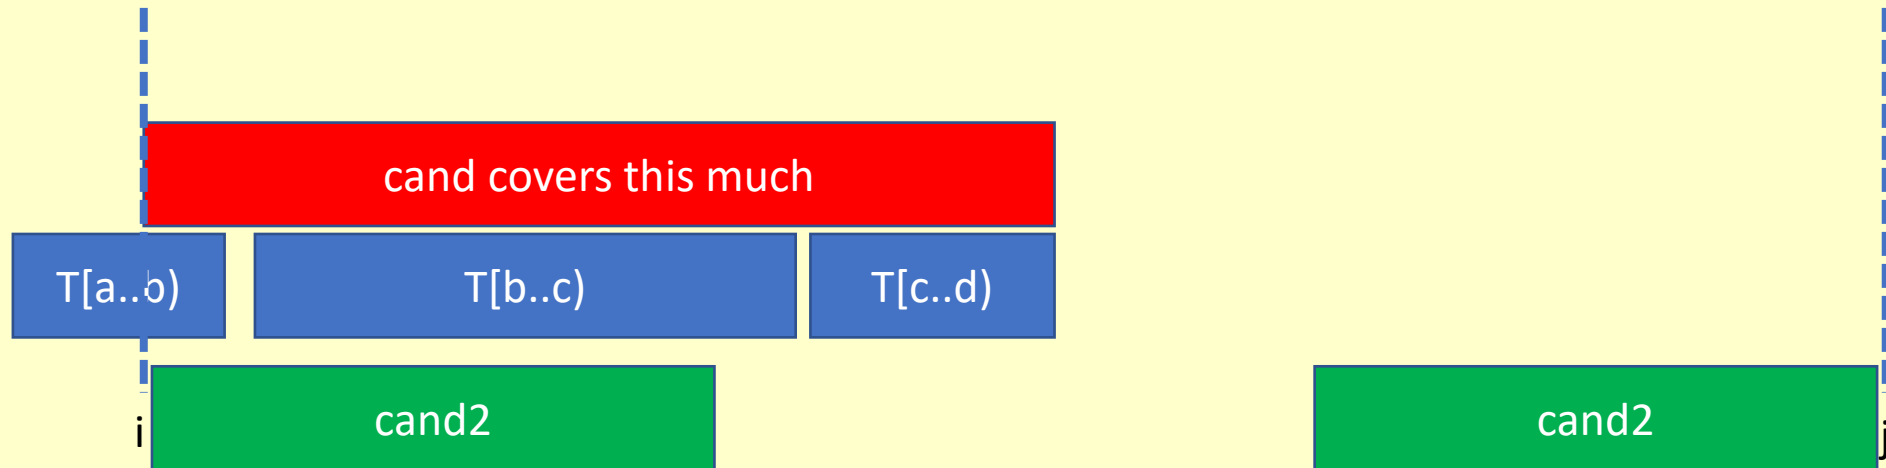 cand covers this much
T[a..b) T[b..c) T[c..d)
i cand2 cand2 j